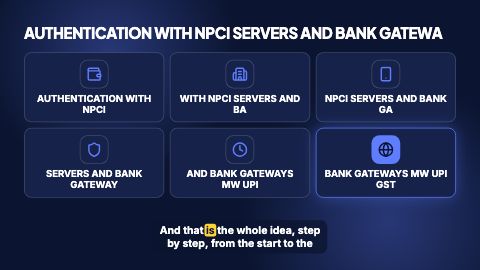 AUTHENTICATION WITH NPCI SERVERS AND BANK GATEWA
AUTHENTICATION WITH
NPCI
WITH NPCI SERVERS AND
BA
NPCI SERVERS AND BANK
GA
SERVERS AND BANK
GATEWAY
AND BANK GATEWAYS
MW UPI
BANK GATEWAYS MW UPI
GST
And that is the whole idea, step
by step, from the start to the